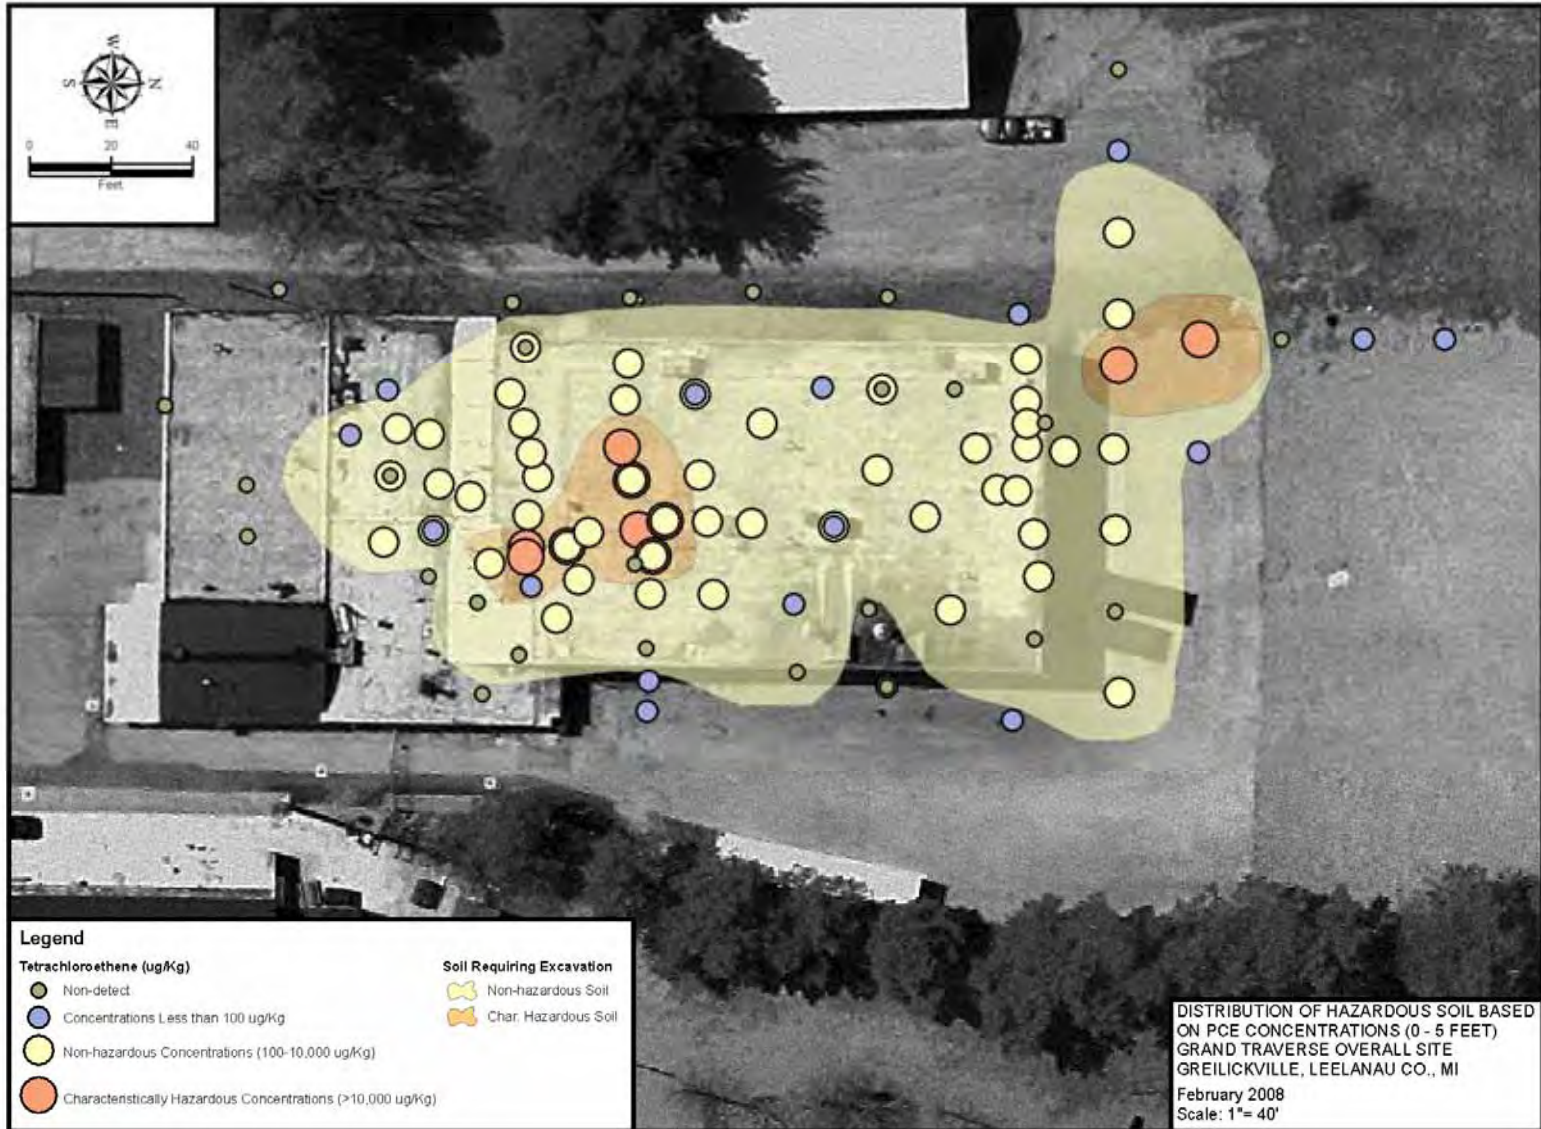 W
S
N
E
0 20 40
Feet
Legend
Tetrachloroethene (ug/Kg)
Non-detect
Concentrations Less than 100 ug/Kg
Non-hazardous Concentrations (100-10,000 ug/Kg)
Characteristically Hazardous Concentrations (>10,000 ug/Kg)
Soil Requiring Excavation
Non-hazardous Soil
Char. Hazardous Soil
DISTRIBUTION OF HAZARDOUS SOIL BASED
ON PCE CONCENTRATIONS (0 - 5 FEET)
GRAND TRAVERSE OVERALL SITE
GREILICKVILLE, LEELANAU CO., MI
February 2008
Scale: 1"= 40'